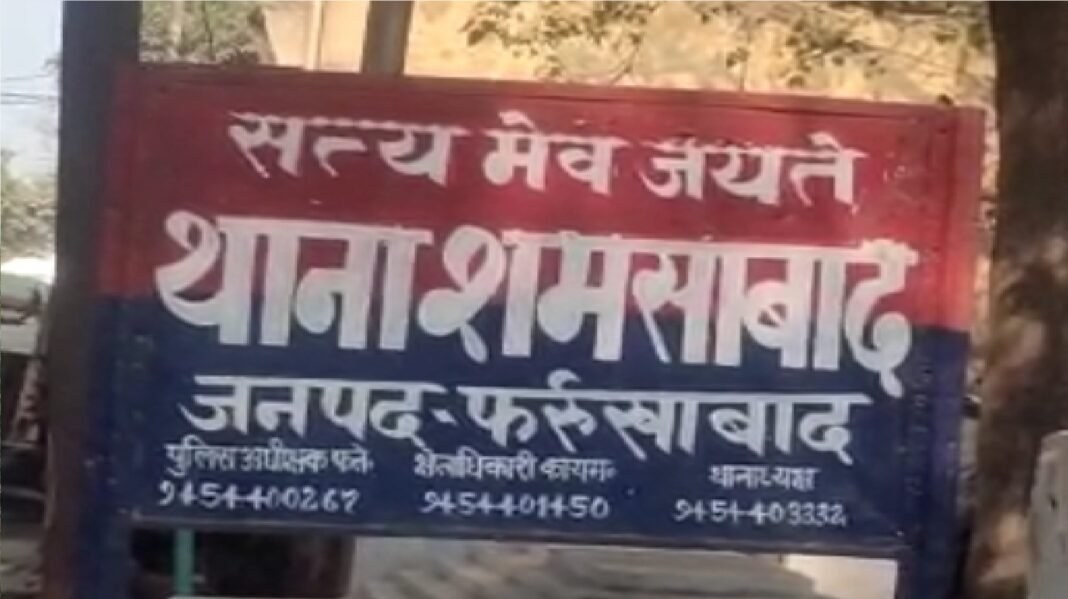 सत्य मेव जयते
थाना शमसाबाद
जनपद-फर्रुखाबाद
पुलिस अधीक्षक फते० क्षेत्राधिकारी कायम० थानाध्यक्ष
9454400267 9454401450 9454403332